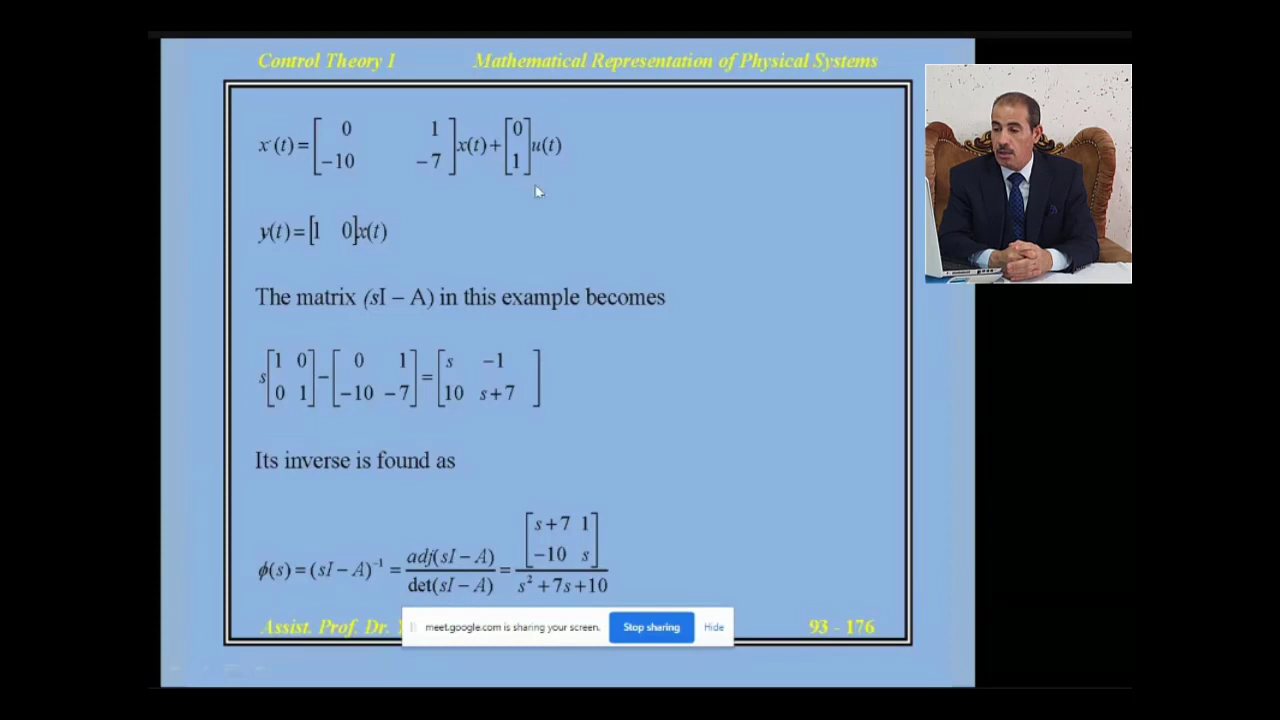 Control Theory I Mathematical Representation of Physical Systems
x˙(t) = [0 1; −10 −7] x(t) + [0; 1] u(t)
y(t) = [1 0] x(t)
The matrix (sI – A) in this example becomes
s[1 0; 0 1] − [0 1; −10 −7] = [s −1; 10 s+7]
Its inverse is found as
ϕ(s) = (sI − A)⁻¹ = adj(sI − A) / det(sI − A) = [s+7 1; −10 s] / s² + 7s + 10
Assist. Prof. Dr.
93 - 176
meet.google.com is sharing your screen. Stop sharing Hide